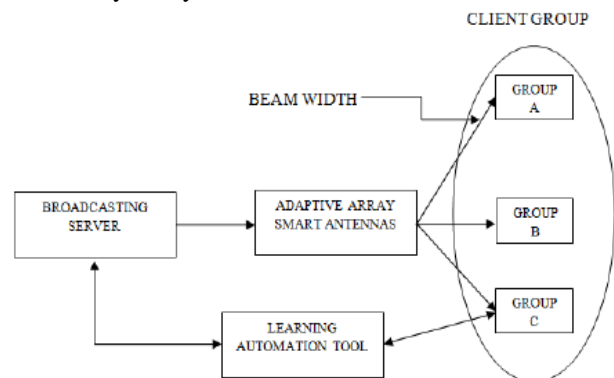 CLIENT GROUP
BEAM WIDTH
GROUP
A
BROADCASTING
SERVER
ADAPTIVE ARRAY
SMART ANTENNAS
GROUP
B
LEARNING
AUTOMATION TOOL
GROUP
C